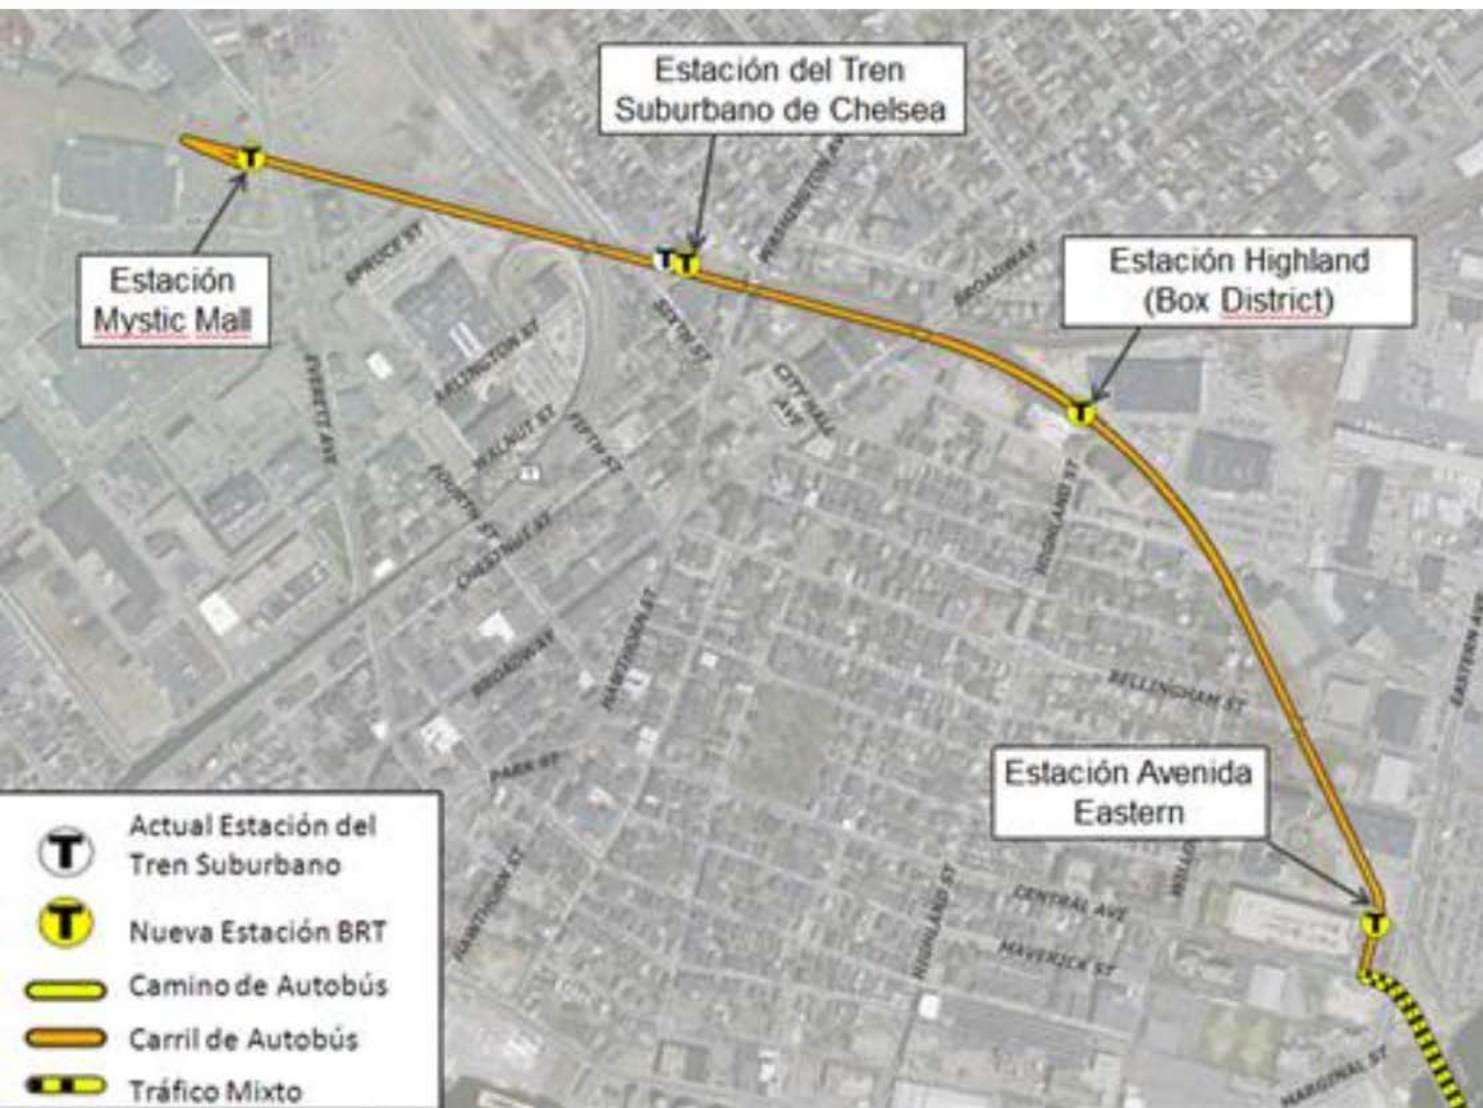 Estación del Tren
Suburbano de Chelsea
Estación
Mystic Mall
Estación Highland
(Box District)
Estación Avenida
Eastern
T
T
T
T
T
WASHINGTON AV
BROADWAY
SPRUCE ST
SIXTH ST
ARLINGTON ST
EVERETT AVE
CITY HALL
AVE
WALNUT ST
FIFTH ST
FOURTH ST
CHESTNUT ST
HIGHLAND ST
HAWTHORN ST
BROADWAY
BELLINGHAM ST
EASTERN A
PARK ST
HAWTHORN ST
HIGHLAND ST
CENTRAL AVE
MAVERICK ST
MARGINAL ST
T
Actual Estación del
Tren Suburbano
T
Nueva Estación BRT
Camino de Autobús
Carril de Autobús
Tráfico Mixto